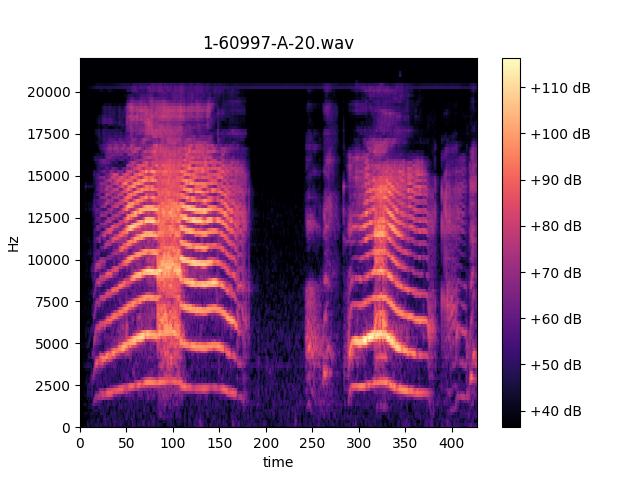 1-60997-A-20.wav
Hz
20000
17500
15000
12500
10000
7500
5000
2500
0
0 50 100 150 200 250 300 350 400
time
+110 dB
+100 dB
+90 dB
+80 dB
+70 dB
+60 dB
+50 dB
+40 dB